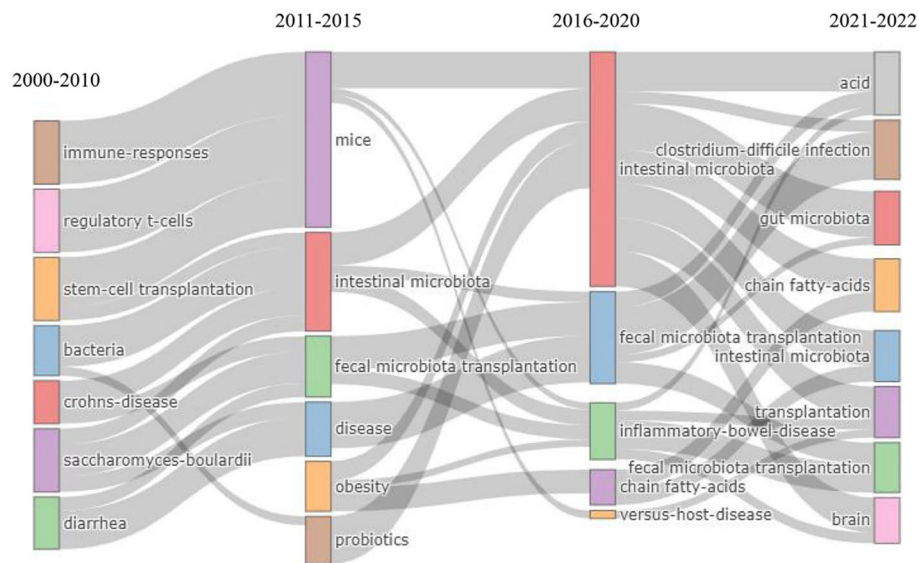 2000-2010
immune-responses
regulatory t-cells
stem-cell transplantation
bacteria
crohns-disease
saccharomyces-boulardii
diarrhea
2011-2015
mice
intestinal microbiota
fecal microbiota transplantation
disease
obesity
probiotics
2016-2020
intestinal microbiota
fecal microbiota transplantation
inflammatory-bowel-disease
chain fatty-acids
versus-host-disease
2021-2022
acid
clostridium-difficile infection
gut microbiota
chain fatty-acids
intestinal microbiota
transplantation
fecal microbiota transplantation
brain